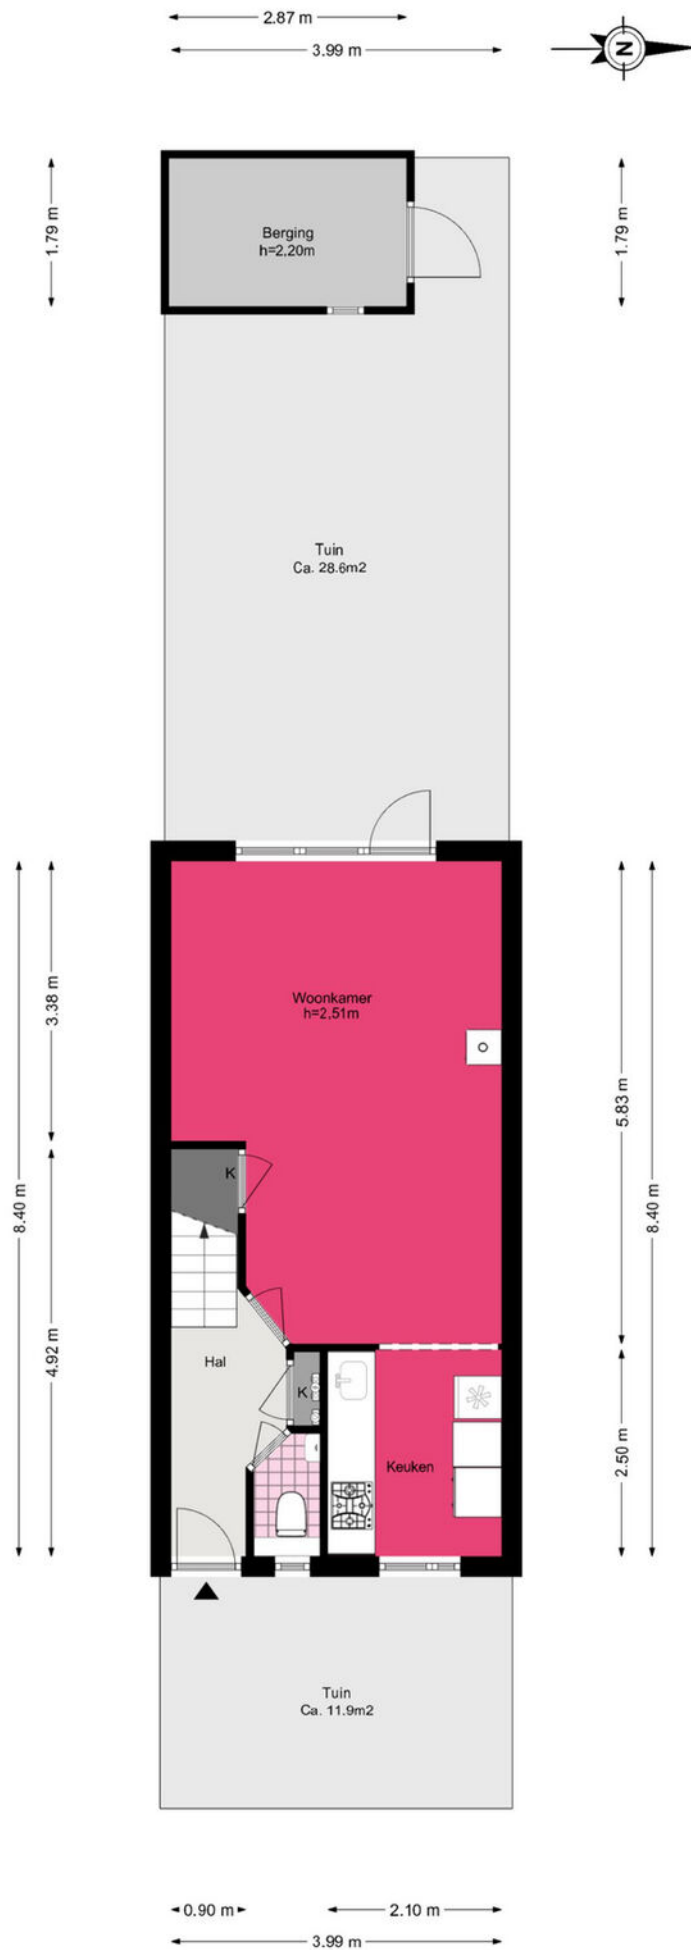 2.87 m
3.99 m
N
1.79 m
1.79 m
Berging
h=2,20m
Tuin
Ca. 28.6m2
Woonkamer
h=2,51m
3.38 m
5.83 m
8.40 m
8.40 m
K
4.92 m
Hal
K
Keuken
2.50 m
Tuin
Ca. 11.9m2
0.90 m
2.10 m
3.99 m